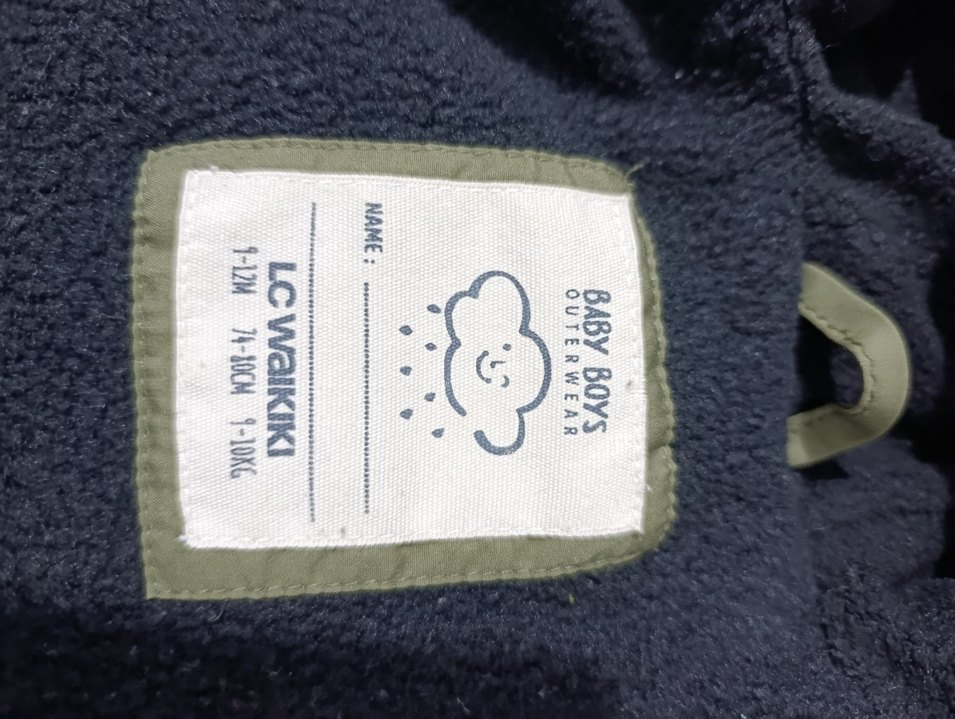 BABY BOYS
OUTERWEAR
NAME:
LC WAIKIKI
9-12M 74-80CM 9-10KG